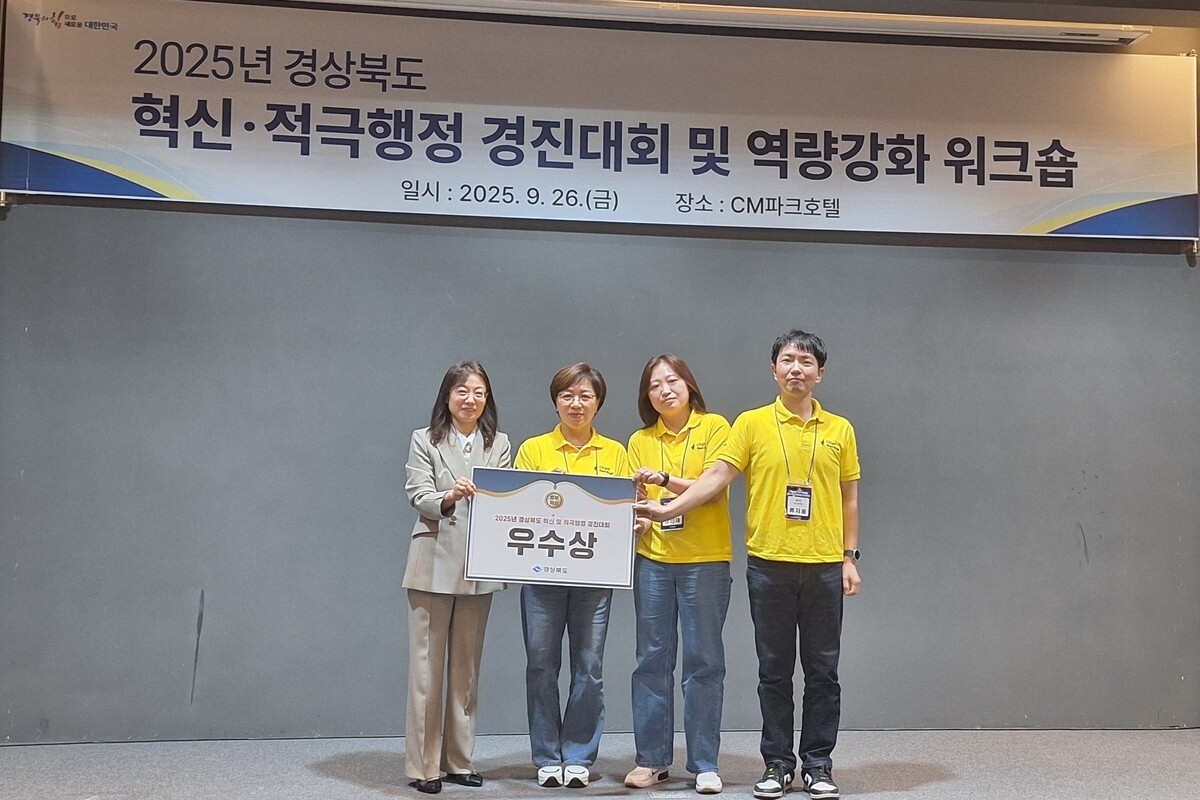 경북의 힘으로
새로운 대한민국
2025년 경상북도
혁신·적극행정 경진대회 및 역량강화 워크숍
일시 : 2025. 9. 26.(금) 장소 : CM파크호텔
2025년 경상북도 혁신 및 적극행정 경진대회
우수상
경상북도